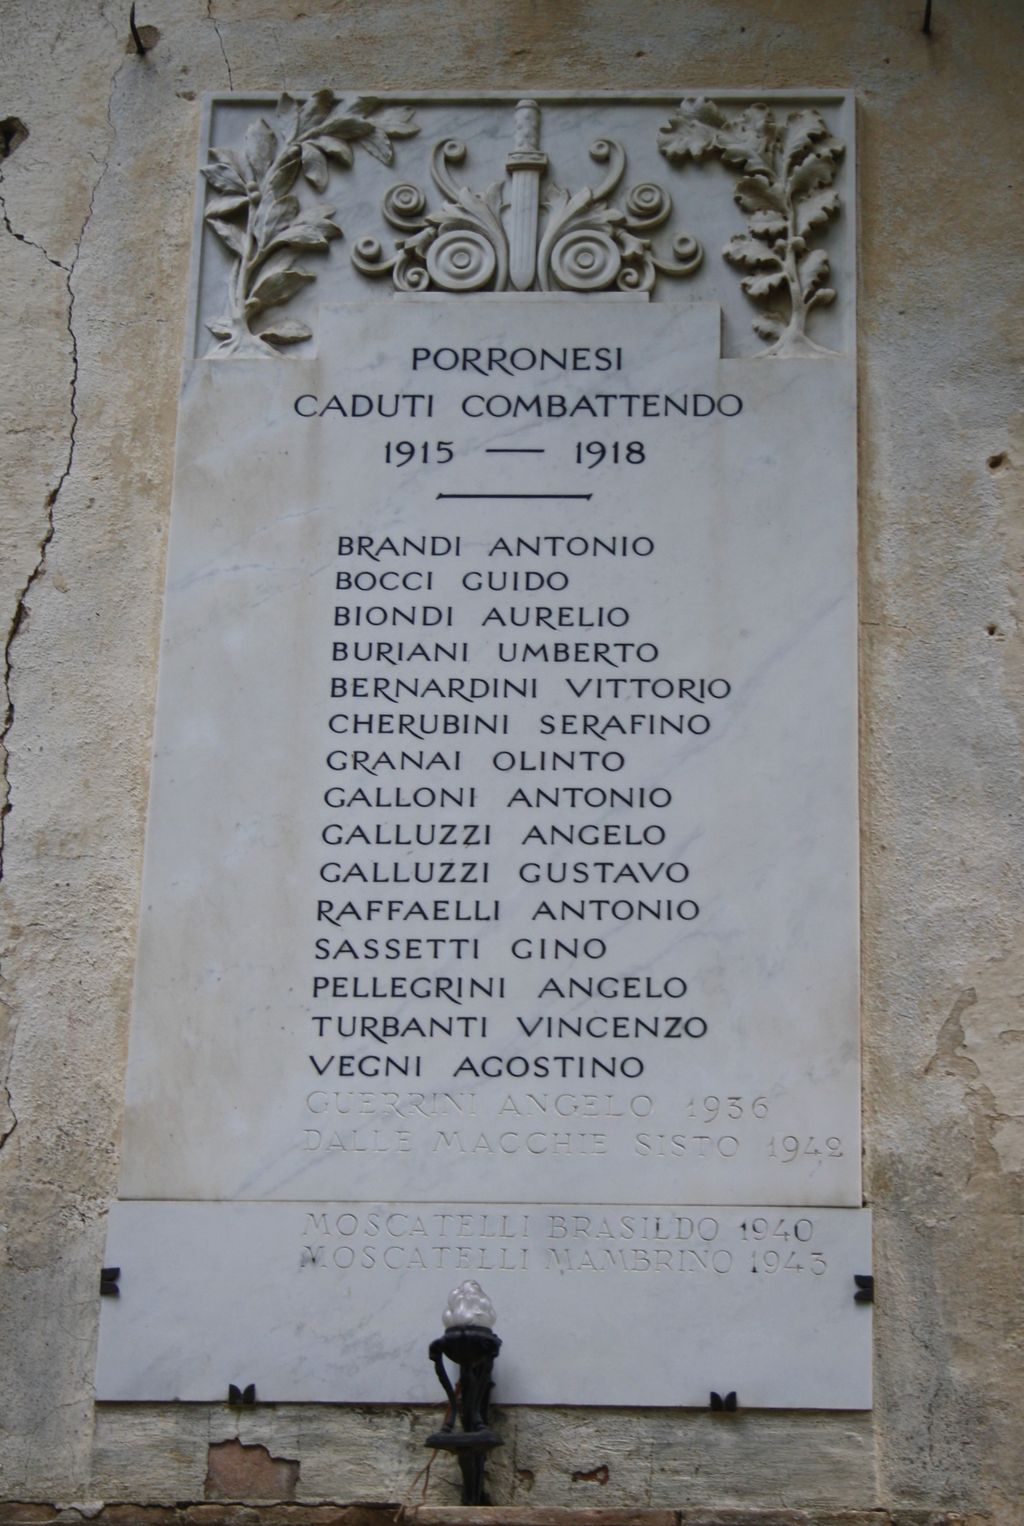 PORRONESI
CADUTI COMBATTENDO
1915 — 1918
BRANDI ANTONIO
BOCCI GUIDO
BIONDI AURELIO
BURIANI UMBERTO
BERNARDINI VITTORIO
CHERUBINI SERAFINO
GRANAI OLINTO
GALLONI ANTONIO
GALLUZZI ANGELO
GALLUZZI GUSTAVO
RAFFAELLI ANTONIO
SASSETTI GINO
PELLEGRINI ANGELO
TURBANTI VINCENZO
VEGNI AGOSTINO
GUERRINI ANGELO 1936
DALLE MACCHIE SISTO 1942
MOSCATELLI BRASILDO 1940
MOSCATELLI MAMBRINO 1943